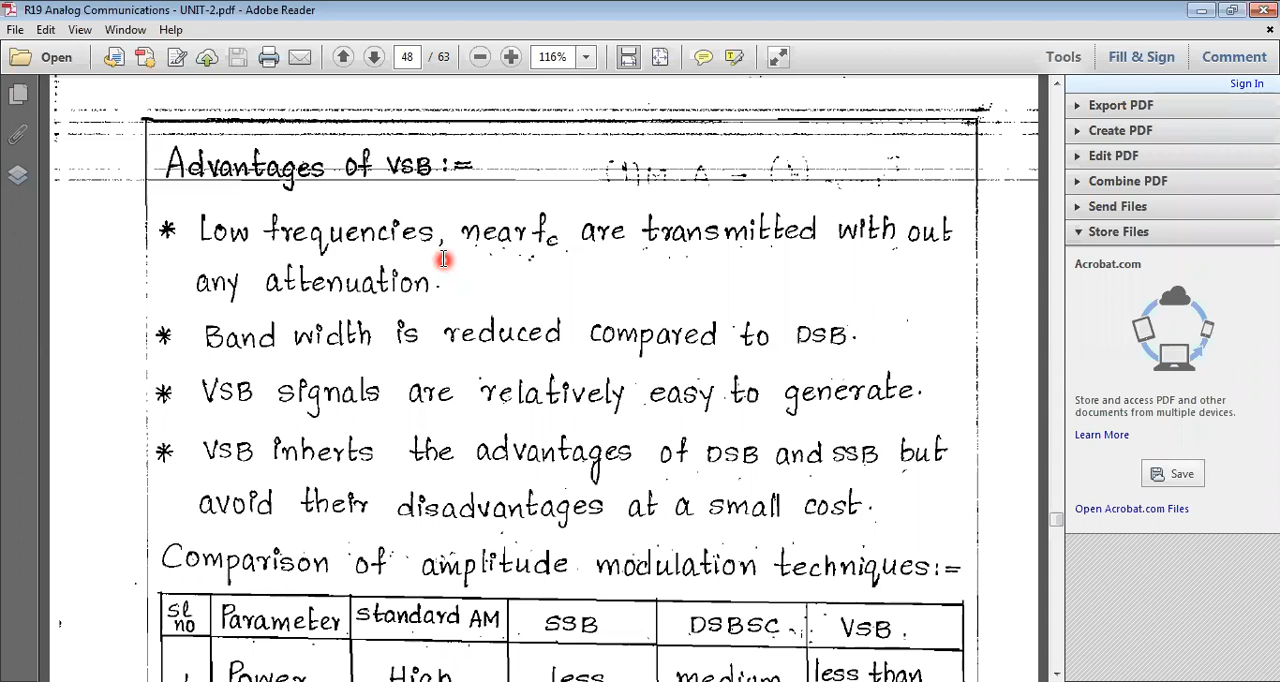 R19 Analog Communications - UNIT-2.pdf - Adobe Reader
File Edit View Window Help
Open 48 / 63 116% Tools Fill & Sign Comment
Sign In
Export PDF
Create PDF
Edit PDF
Combine PDF
Send Files
Store Files
Acrobat.com
Store and access PDF and other
documents from multiple devices.
Learn More
Save
Open Acrobat.com Files
Advantages of VSB :=
* Low frequencies, near fc are transmitted with out
any attenuation.
* Band width is reduced compared to DSB.
* VSB signals are relatively easy to generate.
* VSB inherts the advantages of DSB and SSB but
avoid their disadvantages at a small cost.
Comparison of amplitude modulation techniques:=
Sl no Parameter Standard AM SSB DSBSC VSB
1 Power High less medium less than